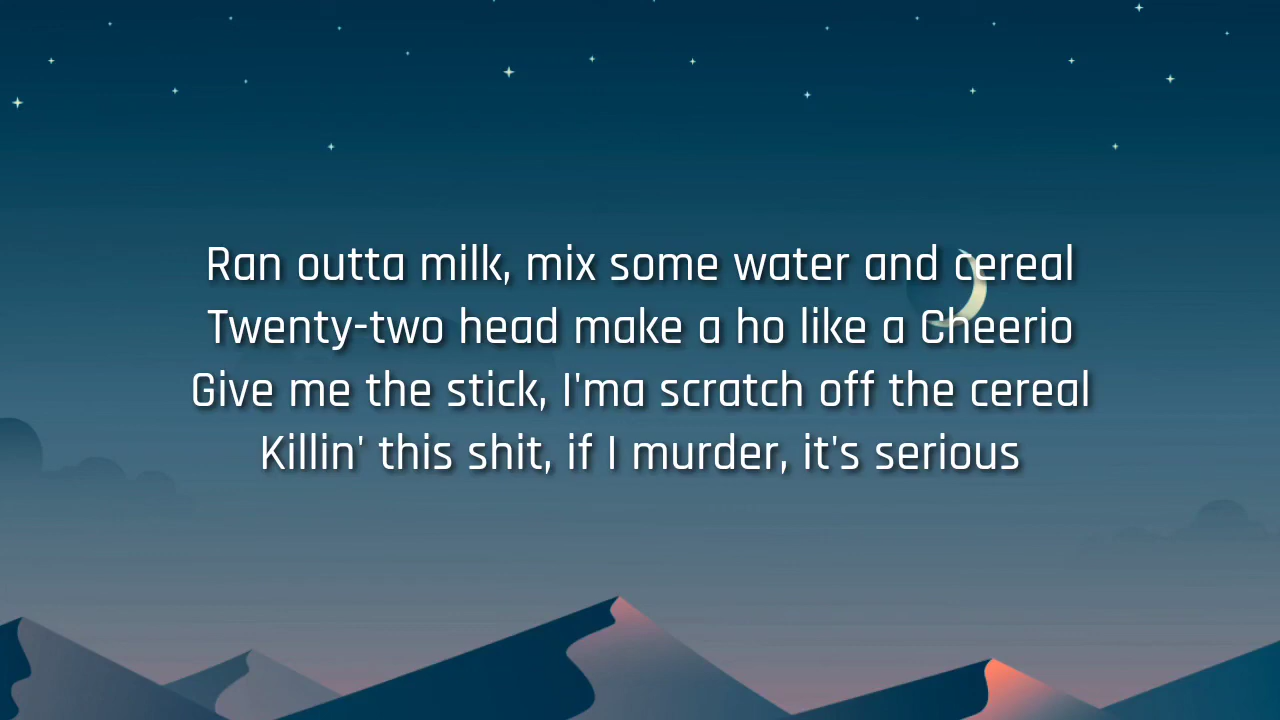 Ran outta milk, mix some water and cereal
Twenty-two head make a ho like a Cheerio
Give me the stick, I'ma scratch off the cereal
Killin' this shit, if I murder, it's serious